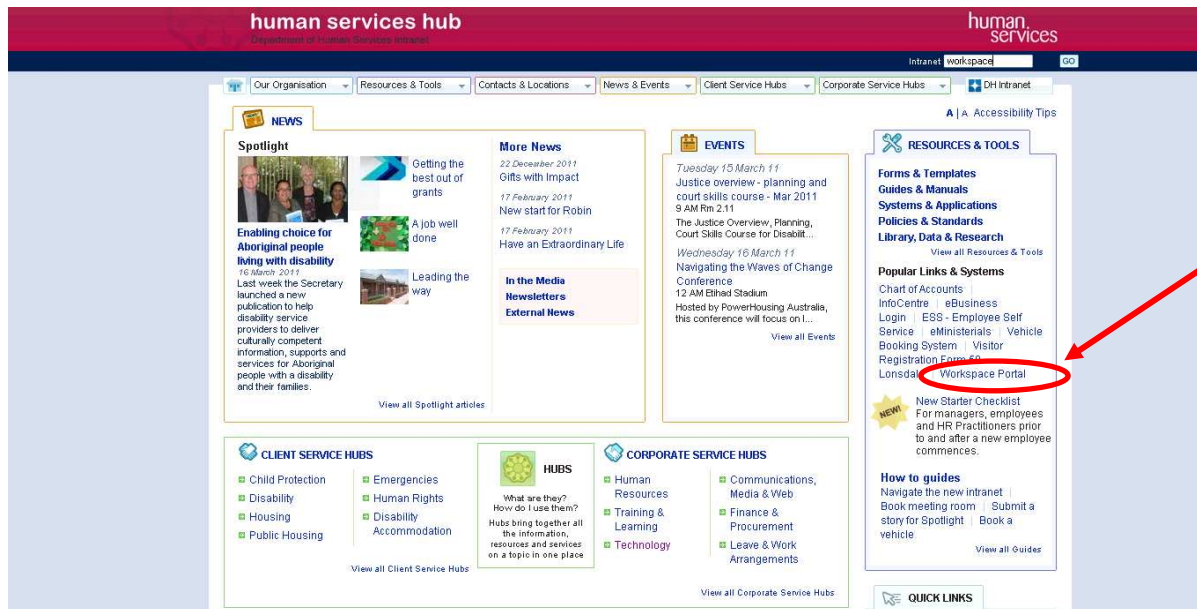 human services hub
Department of Human Services Intranet
human.
services
Intranet workspace GO
Our Organisation
Resources & Tools
Contacts & Locations
News & Events
Client Service Hubs
Corporate Service Hubs
DH Intranet
A | A Accessibility Tips
NEWS
Spotlight
Enabling choice for
Aboriginal people
living with disability
16 March 2011
Last week the Secretary
launched a new
publication to help
disability service
providers to deliver
culturally competent
information, supports and
services for Aboriginal
people with a disability
and their families.
Getting the
best out of
grants
A job well
done
Leading the
way
View all Spotlight articles
More News
22 December 2011
Gifts with Impact
17 February 2011
New start for Robin
17 February 2011
Have an Extraordinary Life
In the Media
Newsletters
External News
EVENTS
Tuesday 15 March 11
Justice overview - planning and
court skills course - Mar 2011
9 AM Rm 2.11
The Justice Overview, Planning,
Court Skills Course for Disabilit...
Wednesday 16 March 11
Navigating the Waves of Change
Conference
12 AM Etihad Stadium
Hosted by PowerHousing Australia,
this conference will focus on I...
View all Events
RESOURCES & TOOLS
Forms & Templates
Guides & Manuals
Systems & Applications
Policies & Standards
Library, Data & Research
View all Resources & Tools
Popular Links & Systems
Chart of Accounts |
InfoCentre | eBusiness
Login | ESS - Employee Self
Service | eMinisterials | Vehicle
Booking System | Visitor
Registration Form 50
Lonsdale | Workspace Portal
NEW!
New Starter Checklist
For managers, employees
and HR Practitioners prior
to and after a new employee
commences.
How to guides
Navigate the new intranet |
Book meeting room | Submit a
story for Spotlight | Book a
vehicle
View all Guides
CLIENT SERVICE HUBS
Child Protection
Disability
Housing
Public Housing
Emergencies
Human Rights
Disability
Accommodation
View all Client Service Hubs
HUBS
What are they?
How do I use them?
Hubs bring together all
the information,
resources and services
on a topic in one place
CORPORATE SERVICE HUBS
Human
Resources
Training &
Learning
Technology
Communications,
Media & Web
Finance &
Procurement
Leave & Work
Arrangements
View all Corporate Service Hubs
QUICK LINKS